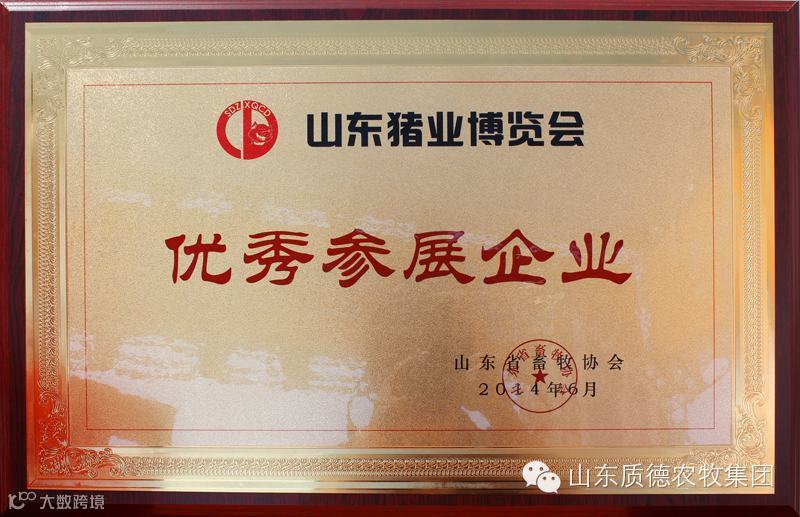 SDZXQCD
山东猪业博览会
优秀参展企业
山东省畜牧协会
2014年6月
山东质德农牧集团
大数跨境